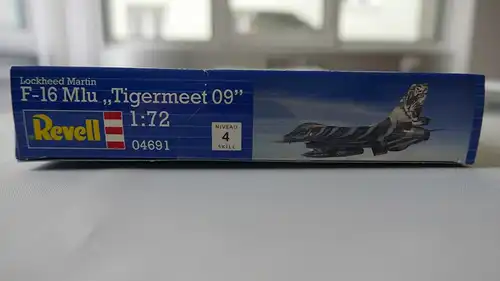 Lockheed Martin
F-16 Mlu „Tigermeet 09"
Revell
1:72
04691
NIVEAU
4
SKILL